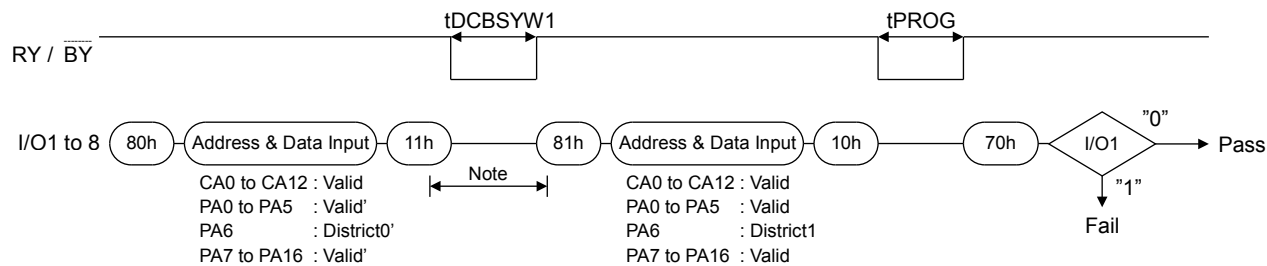 tDCBSYW1
tPROG
RY / BY
I/O1 to 8
80h
Address & Data Input
11h
Note
81h
Address & Data Input
10h
70h
I/O1
"0"
Pass
"1"
Fail
CA0 to CA12 : Valid
PA0 to PA5 : Valid'
PA6 : District0'
PA7 to PA16 : Valid'
CA0 to CA12 : Valid
PA0 to PA5 : Valid
PA6 : District1
PA7 to PA16 : Valid